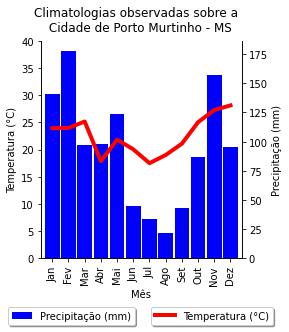 Climatologias observadas sobre a
Cidade de Porto Murtinho - MS
40
35
30
25
20
15
10
5
0
Temperatura (°C)
175
150
125
100
75
50
25
0
Precipitação (mm)
Jan
Fev
Mar
Abr
Mai
Jun
Jul
Ago
Set
Out
Nov
Dez
Mês
Precipitação (mm)
Temperatura (°C)